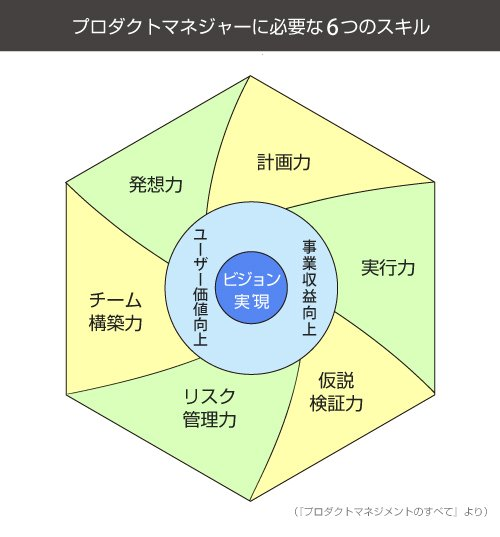 プロダクトマネジャーに必要な6つのスキル
計画力
発想力
ユーザー価値向上
事業収益向上
ビジョン
実現
実行力
チーム
構築力
仮説
検証力
リスク
管理力
(「プロダクトマネジメントのすべて」より)